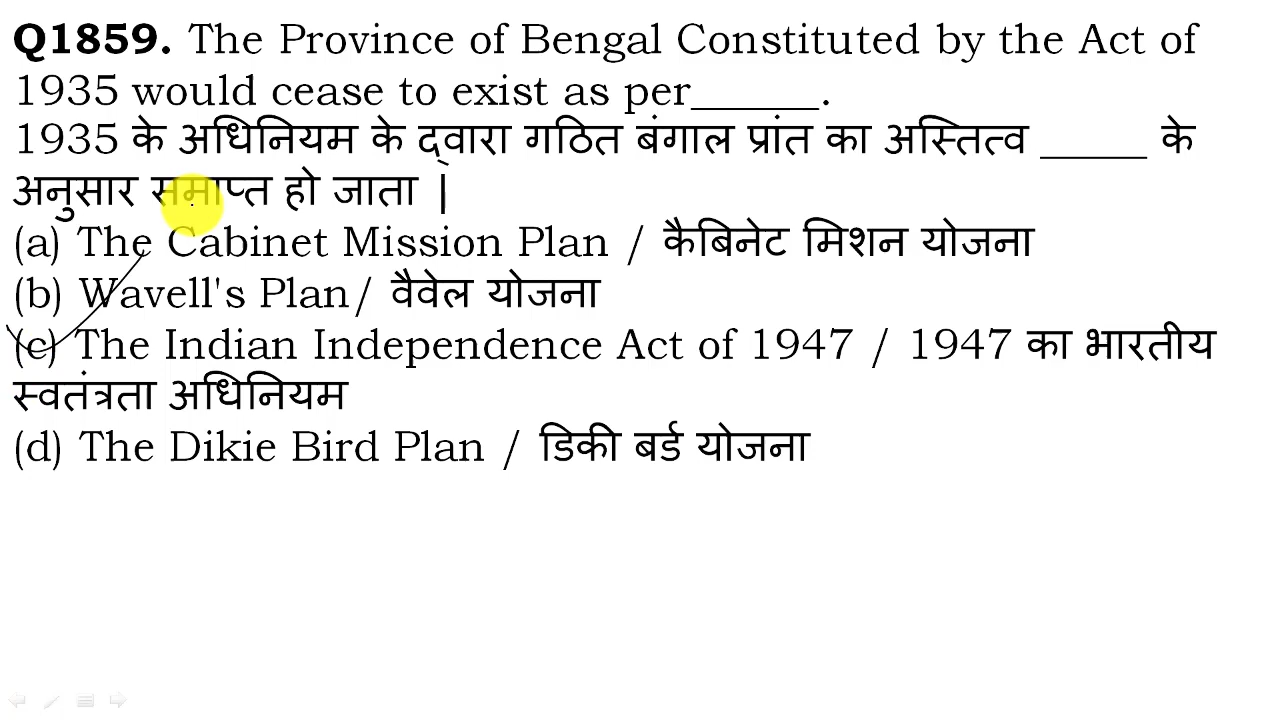 Q1859. The Province of Bengal Constituted by the Act of
1935 would cease to exist as per______.
1935 के अधिनियम के द्वारा गठित बंगाल प्रांत का अस्तित्व _____ के
अनुसार समाप्त हो जाता |
(a) The Cabinet Mission Plan / कैबिनेट मिशन योजना
(b) Wavell's Plan/ वैवेल योजना
(c) The Indian Independence Act of 1947 / 1947 का भारतीय
स्वतंत्रता अधिनियम
(d) The Dikie Bird Plan / डिकी बर्ड योजना